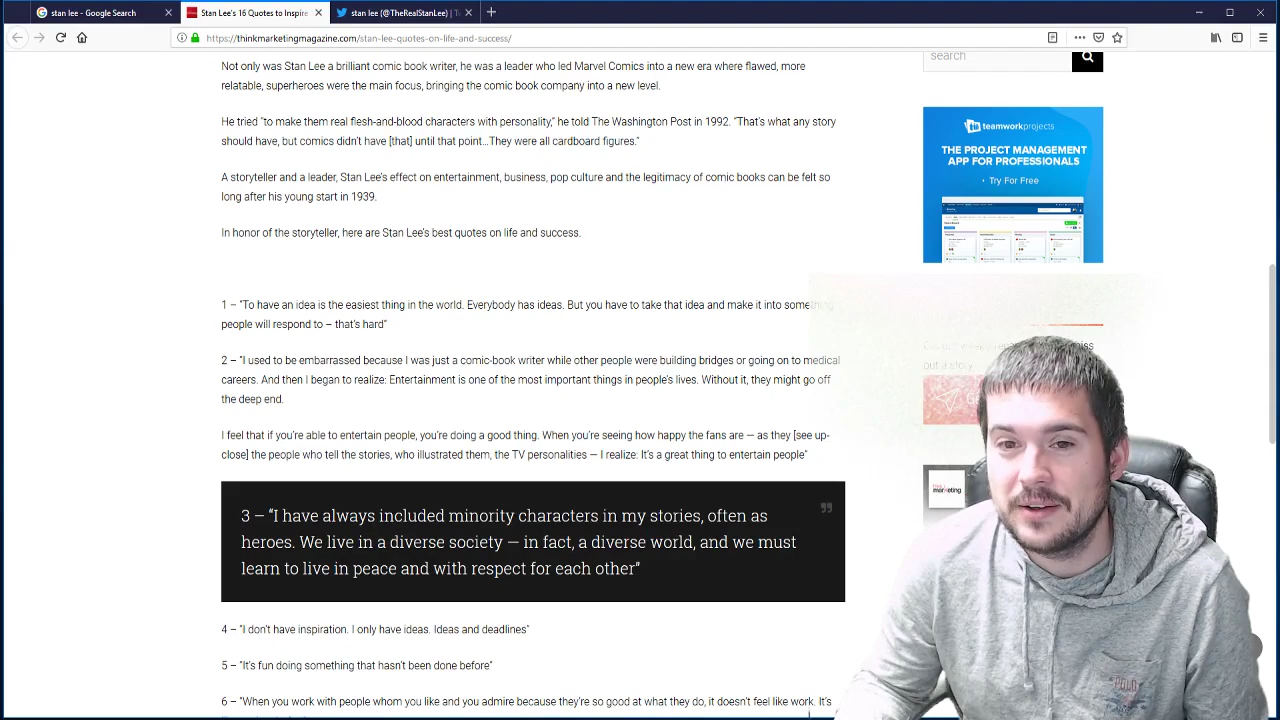 stan lee - Google Search
Stan Lee's 16 Quotes to Inspire
stan lee (@TheRealStanLee) | T
https://thinkmarketingmagazine.com/stan-lee-quotes-on-life-and-success/
Not only was Stan Lee a brilliant comic book writer, he was a leader who led Marvel Comics into a new era where flawed, more
relatable, superheroes were the main focus, bringing the comic book company into a new level.
search
He tried “to make them real flesh-and-blood characters with personality,” he told The Washington Post in 1992. “That’s what any story
should have, but comics didn’t have [that] until that point…They were all cardboard figures.”
A storyteller and a leader, Stan Lee’s effect on entertainment, business, pop culture and the legitimacy of comic books can be felt so
long after his young start in 1939.
In honor of the storyteller, here’s Stan Lee’s best quotes on life and success.
teamworkprojects
THE PROJECT MANAGEMENT
APP FOR PROFESSIONALS
Try For Free
1 – “To have an idea is the easiest thing in the world. Everybody has ideas. But you have to take that idea and make it into something
people will respond to – that’s hard”
2 – “I used to be embarrassed because I was just a comic-book writer while other people were building bridges or going on to medical
careers. And then I began to realize: Entertainment is one of the most important things in people’s lives. Without it, they might go off
the deep end.
I feel that if you’re able to entertain people, you’re doing a good thing. When you’re seeing how happy the fans are — as they [see up-
close] the people who tell the stories, who illustrated them, the TV personalities — I realize: It’s a great thing to entertain people”
3 – “I have always included minority characters in my stories, often as
heroes. We live in a diverse society — in fact, a diverse world, and we must
learn to live in peace and with respect for each other”
4 – “I don’t have inspiration. I only have ideas. Ideas and deadlines”
5 – “It’s fun doing something that hasn’t been done before”
6 – “When you work with people whom you like and you admire because they’re so good at what they do, it doesn’t feel like work. It’s
miss
out
story
marketing
POLO